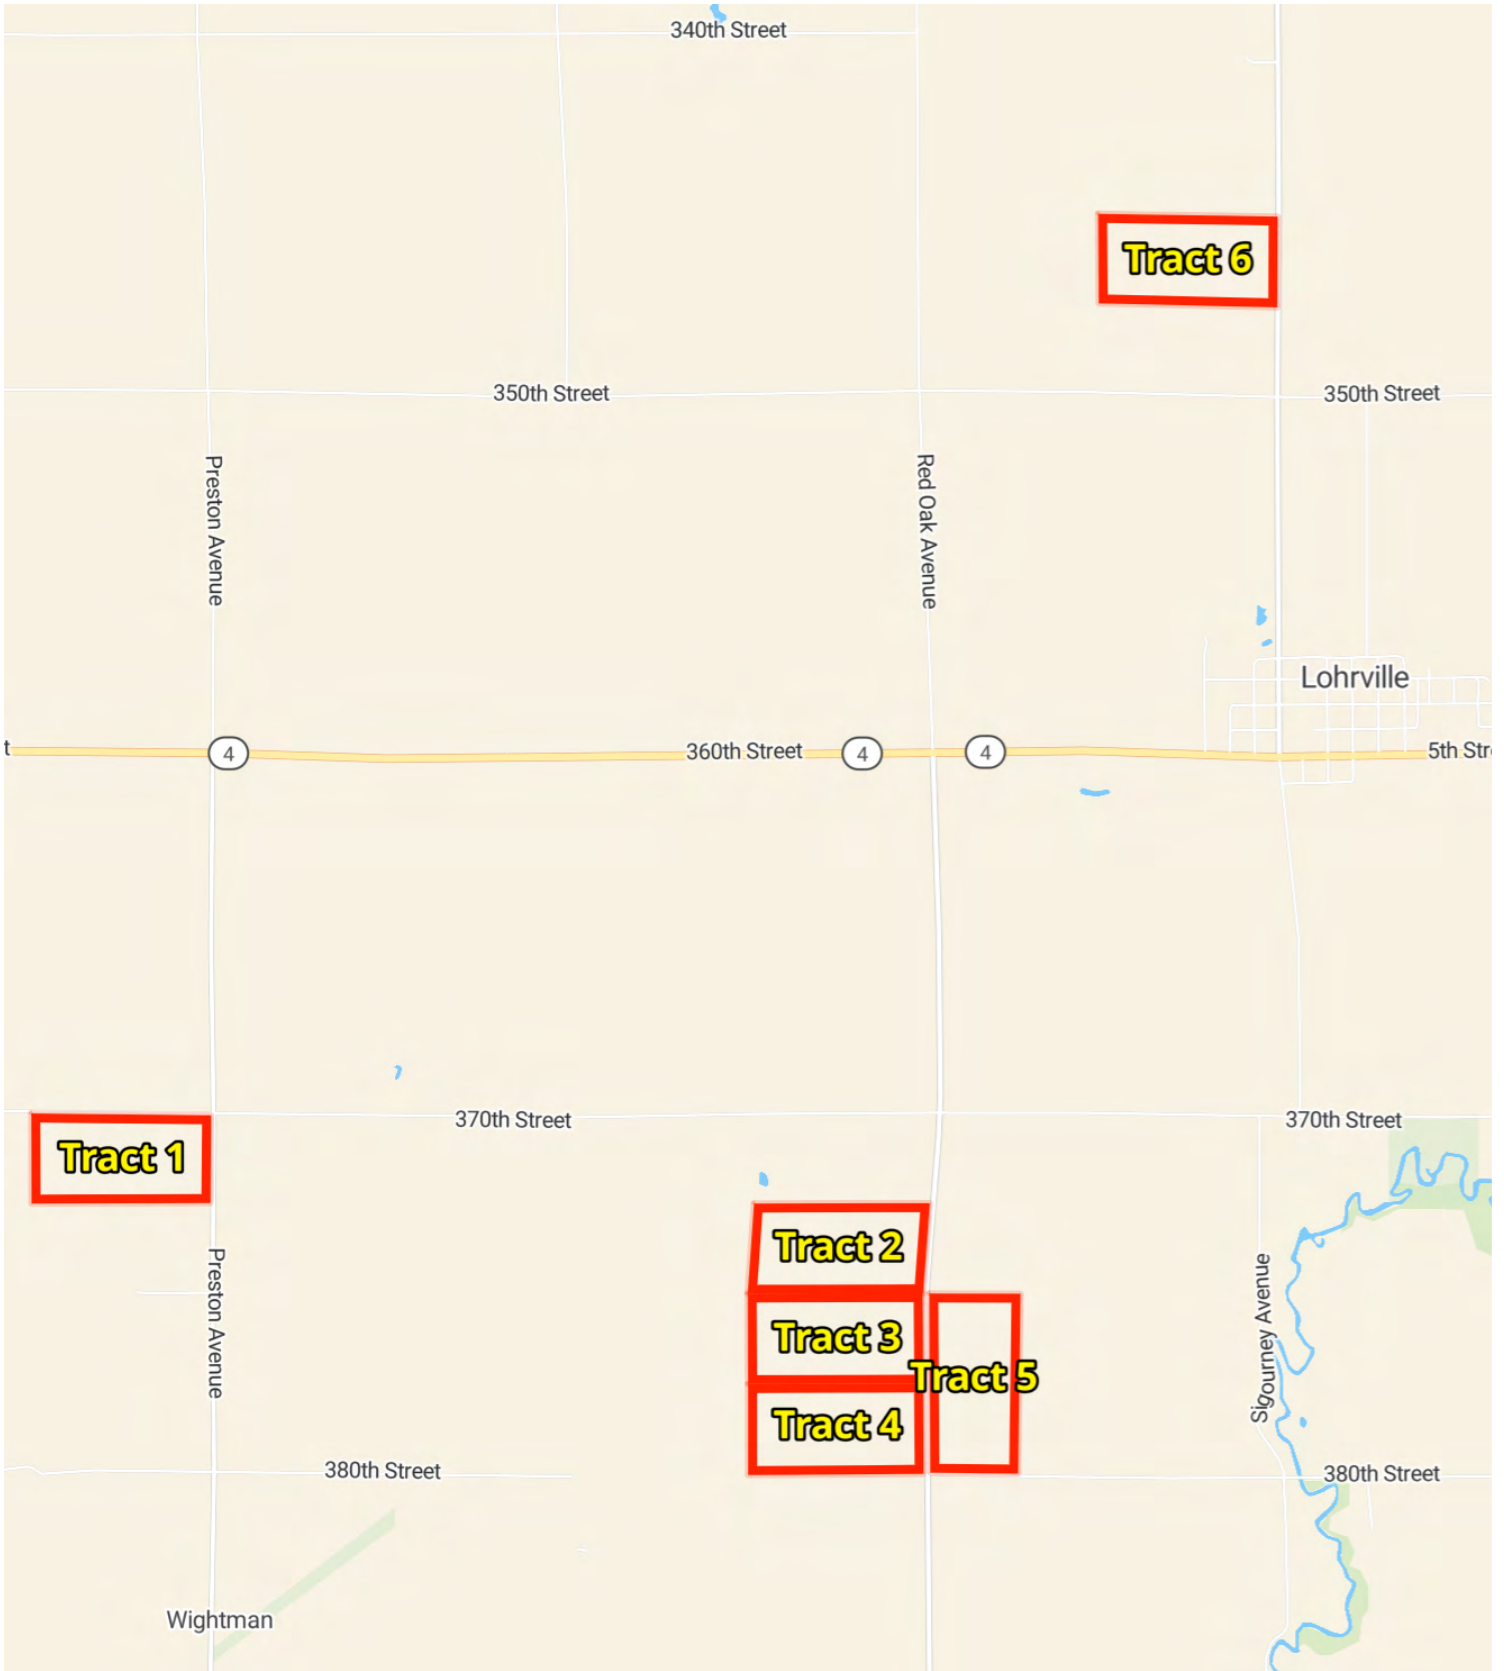 340th Street
Tract 6
350th Street
350th Street
Preston Avenue
Red Oak Avenue
Lohrville
t
4
360th Street
4
4
5th Str
370th Street
370th Street
Tract 1
Tract 2
Preston Avenue
Sigourney Avenue
Tract 3
Tract 5
Tract 4
380th Street
380th Street
Wightman